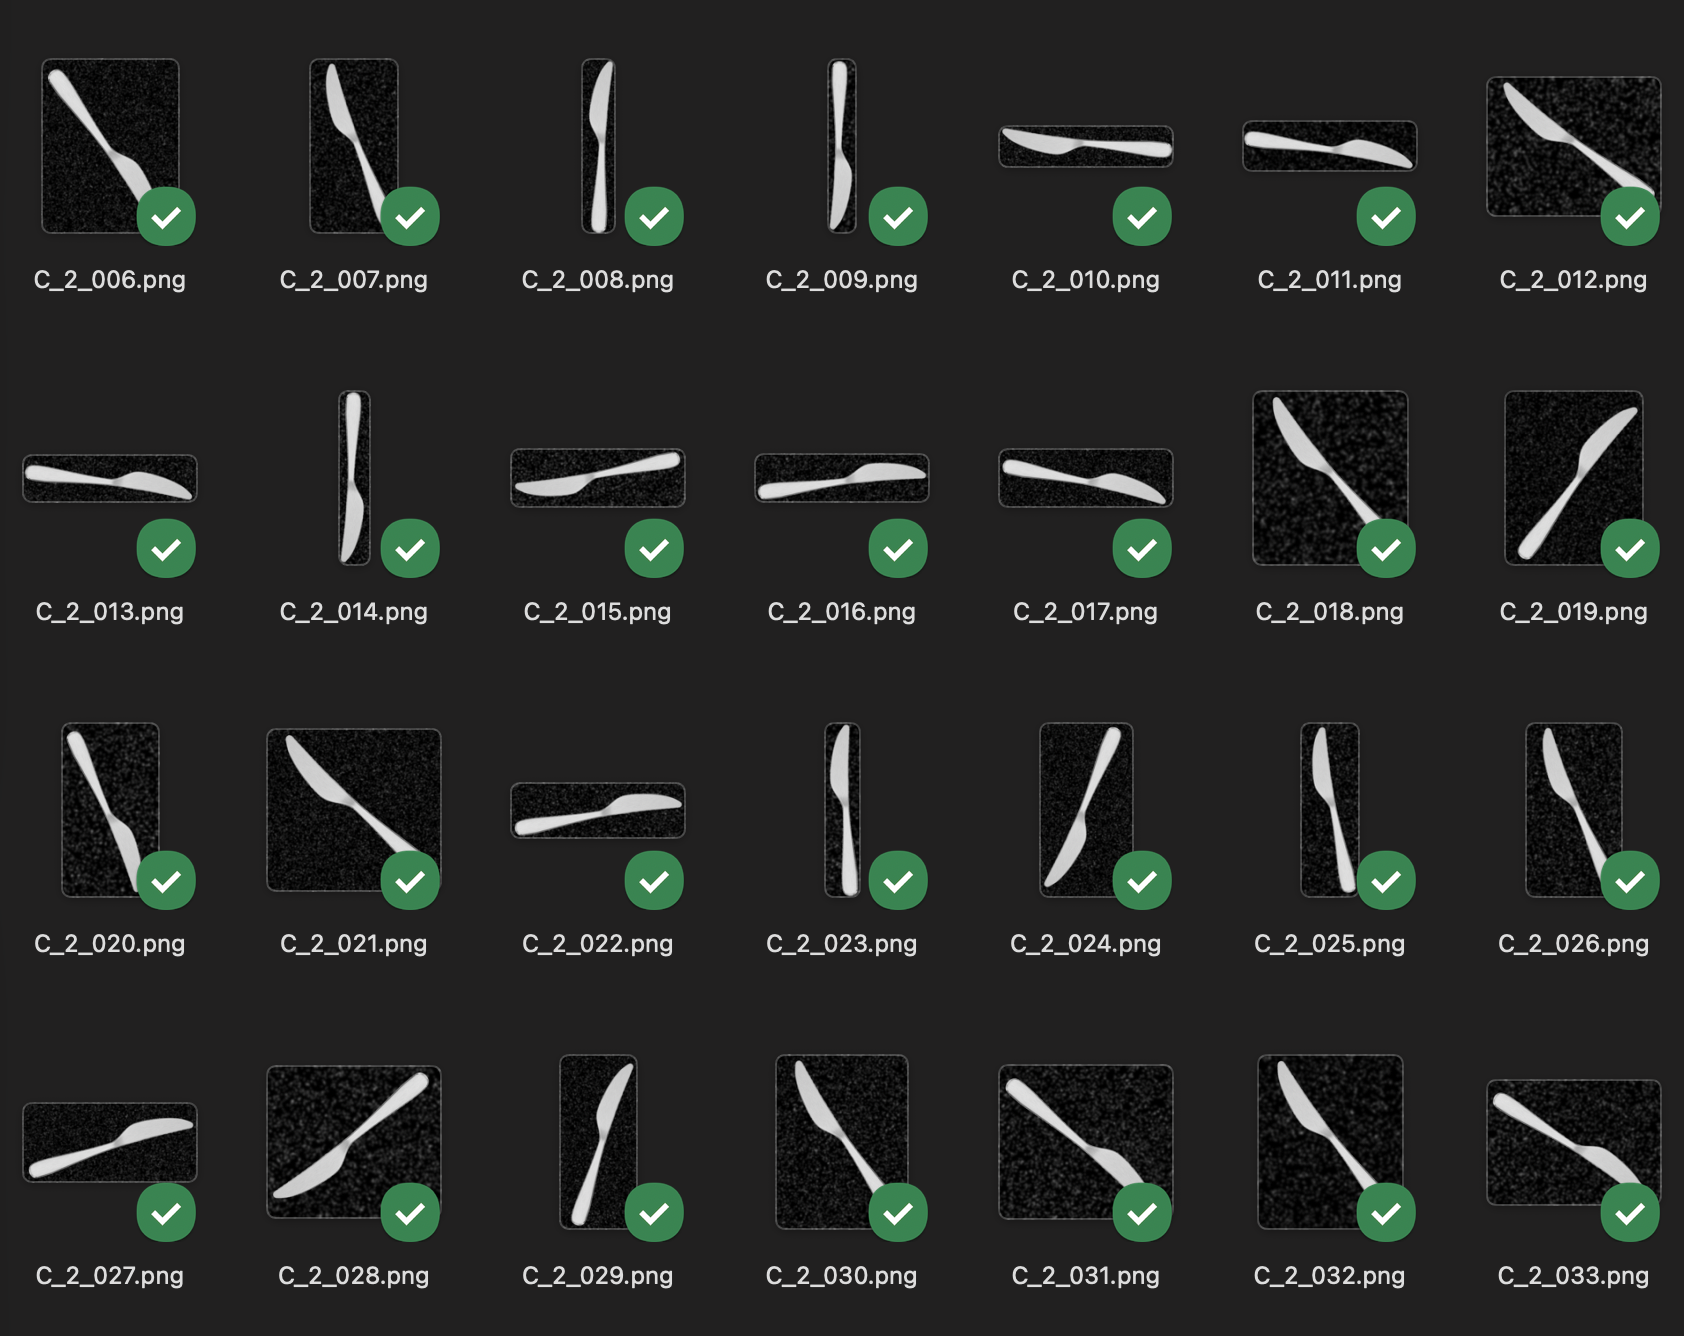 C_2_006.png C_2_007.png C_2_008.png C_2_009.png C_2_010.png C_2_011.png C_2_012.png
C_2_013.png C_2_014.png C_2_015.png C_2_016.png C_2_017.png C_2_018.png C_2_019.png
C_2_020.png C_2_021.png C_2_022.png C_2_023.png C_2_024.png C_2_025.png C_2_026.png
C_2_027.png C_2_028.png C_2_029.png C_2_030.png C_2_031.png C_2_032.png C_2_033.png